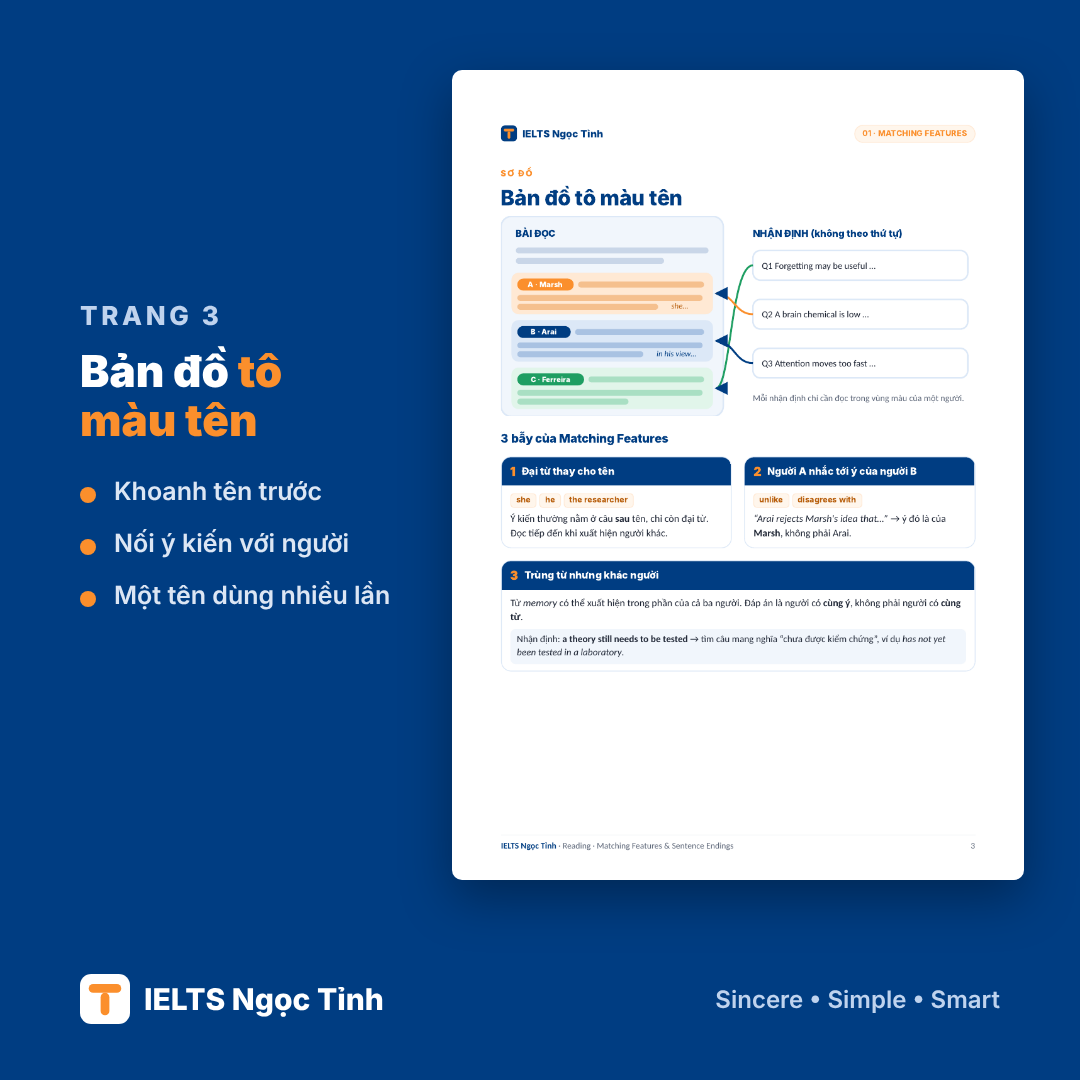 TRANG 3
Bản đồ tô
màu tên
Khoanh tên trước
Nối ý kiến với người
Một tên dùng nhiều lần
IELTS Ngọc Tỉnh
01 · MATCHING FEATURES
SƠ ĐỒ
Bản đồ tô màu tên
BÀI ĐỌC
A · Marsh
she...
B · Arai
in his view...
C · Ferreira
NHẬN ĐỊNH (không theo thứ tự)
Q1 Forgetting may be useful ...
Q2 A brain chemical is low ...
Q3 Attention moves too fast ...
Mỗi nhận định chỉ cần đọc trong vùng màu của một người.
3 bẫy của Matching Features
1 Đại từ thay cho tên
she he the researcher
Ý kiến thường nằm ở câu sau tên, chỉ còn đại từ.
Đọc tiếp đến khi xuất hiện người khác.
2 Người A nhắc tới ý của người B
unlike disagrees with
“Arai rejects Marsh’s idea that...” → ý đó là của
Marsh, không phải Arai.
3 Trùng từ nhưng khác người
Từ memory có thể xuất hiện trong phần của cả ba người. Đáp án là người có cùng ý, không phải người có cùng
từ.
Nhận định: a theory still needs to be tested → tìm câu mang nghĩa “chưa được kiểm chứng”, ví dụ has not yet
been tested in a laboratory.
IELTS Ngọc Tỉnh · Reading · Matching Features & Sentence Endings
3
IELTS Ngọc Tỉnh
Sincere • Simple • Smart